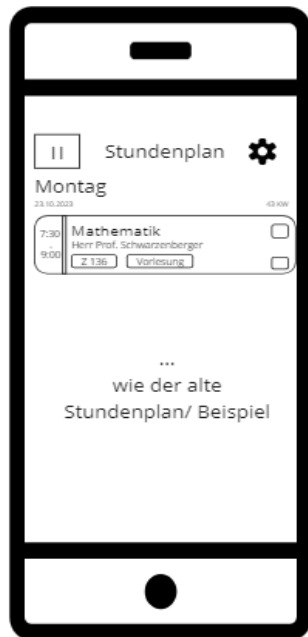 II Stundenplan
Montag
23.10.2023 43 KW
7:30 Mathematik
- Herr Prof. Schwarzenberger
9:00 Z 136 Vorlesung
...
wie der alte
Stundenplan/ Beispiel